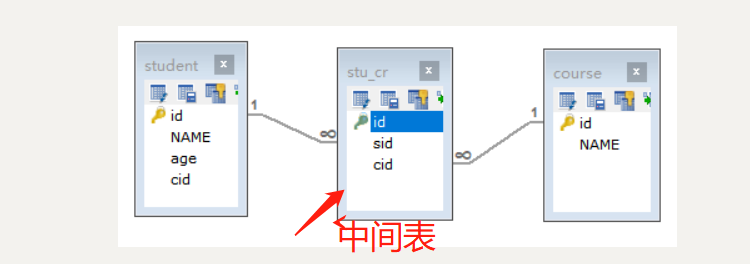 student
id
NAME
age
cid
1
∞
stu_cr
id
sid
cid
∞
1
course
id
NAME
中间表